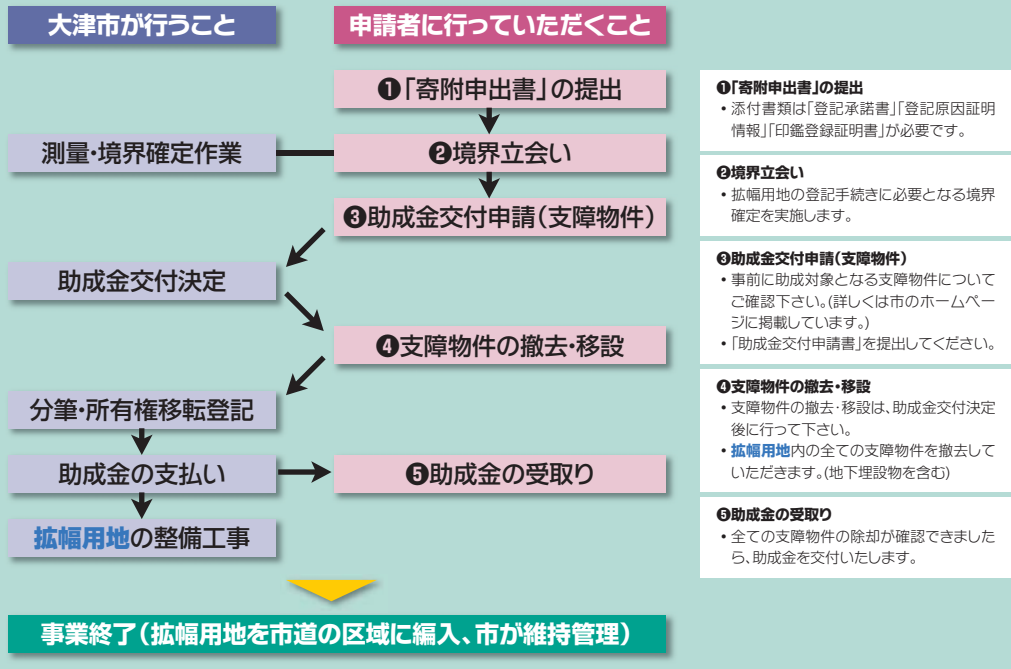 大津市が行うこと
申請者に行っていただくこと
❶「寄附申出書」の提出
測量・境界確定作業
❷境界立会い
❸助成金交付申請(支障物件)
助成金交付決定
❹支障物件の撤去・移設
分筆・所有権移転登記
助成金の支払い
❺助成金の受取り
拡幅用地の整備工事
事業終了(拡幅用地を市道の区域に編入、市が維持管理)
❶「寄附申出書」の提出
• 添付書類は「登記承諾書」「登記原因証明
情報」「印鑑登録証明書」が必要です。
❷境界立会い
• 拡幅用地の登記手続きに必要となる境界
確定を実施します。
❸助成金交付申請(支障物件)
• 事前に助成対象となる支障物件について
ご確認下さい。(詳しくは市のホームペー
ジに掲載しています。)
• 「助成金交付申請書」を提出してください。
❹支障物件の撤去・移設
• 支障物件の撤去・移設は、助成金交付決定
後に行って下さい。
• 拡幅用地内の全ての支障物件を撤去して
いただきます。(地下埋設物を含む)
❺助成金の受取り
• 全ての支障物件の除却が確認できました
ら、助成金を交付いたします。